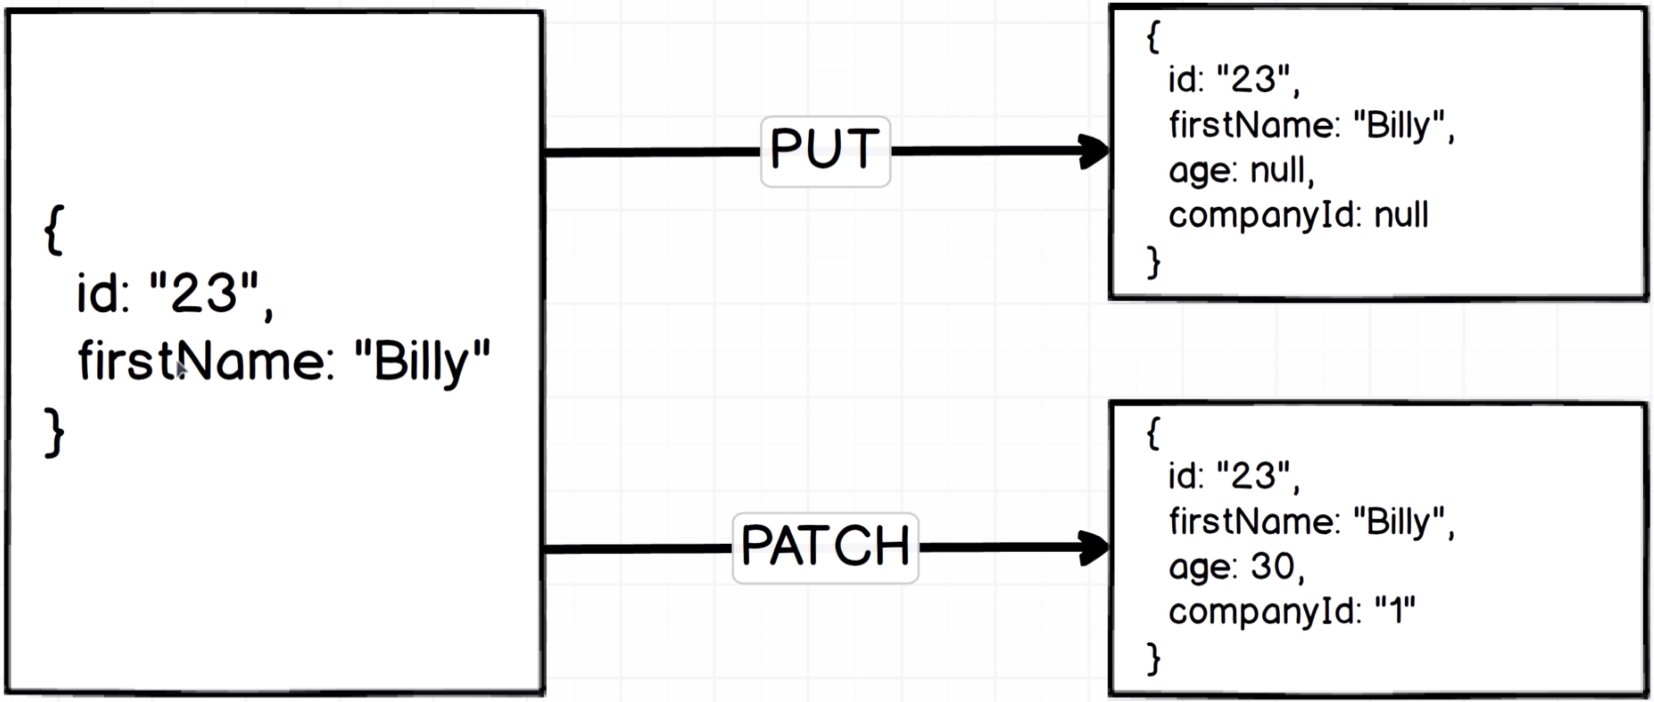 {
id: "23",
firstName: "Billy"
}
PUT
{
id: "23",
firstName: "Billy",
age: null,
companyId: null
}
PATCH
{
id: "23",
firstName: "Billy",
age: 30,
companyId: "1"
}